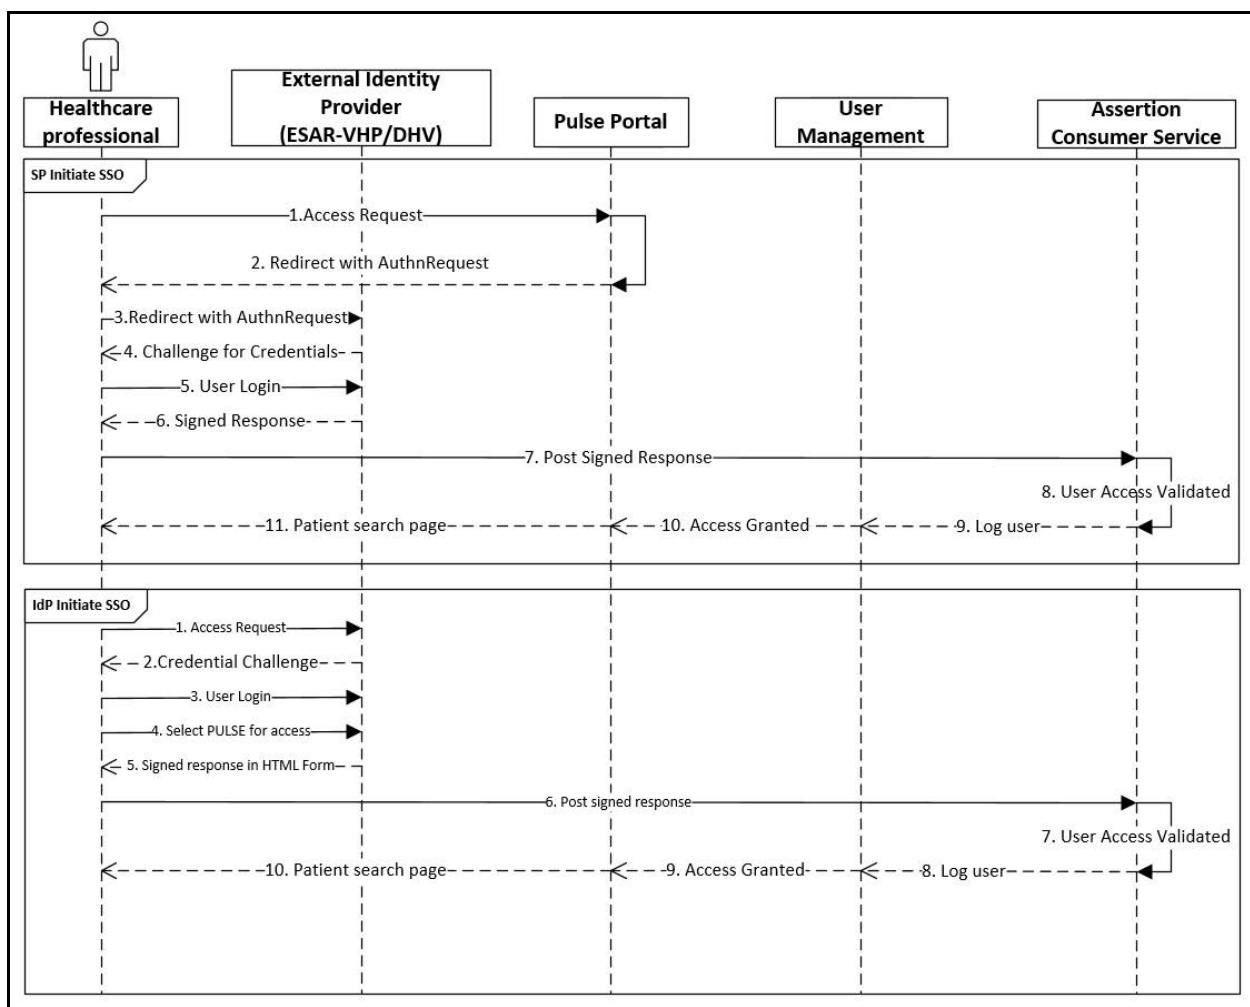 Healthcare
professional
External Identity
Provider
(ESAR-VHP/DHV)
Pulse Portal
User
Management
Assertion
Consumer Service
SP Initiate SSO
1.Access Request
2. Redirect with AuthnRequest
3.Redirect with AuthnRequest
4. Challenge for Credentials
5. User Login
6. Signed Response
7. Post Signed Response
8. User Access Validated
11. Patient search page
10. Access Granted
9. Log user
IdP Initiate SSO
1. Access Request
2.Credential Challenge
3. User Login
4. Select PULSE for access
5. Signed response in HTML Form
6. Post signed response
7. User Access Validated
10. Patient search page
9. Access Granted
8. Log user